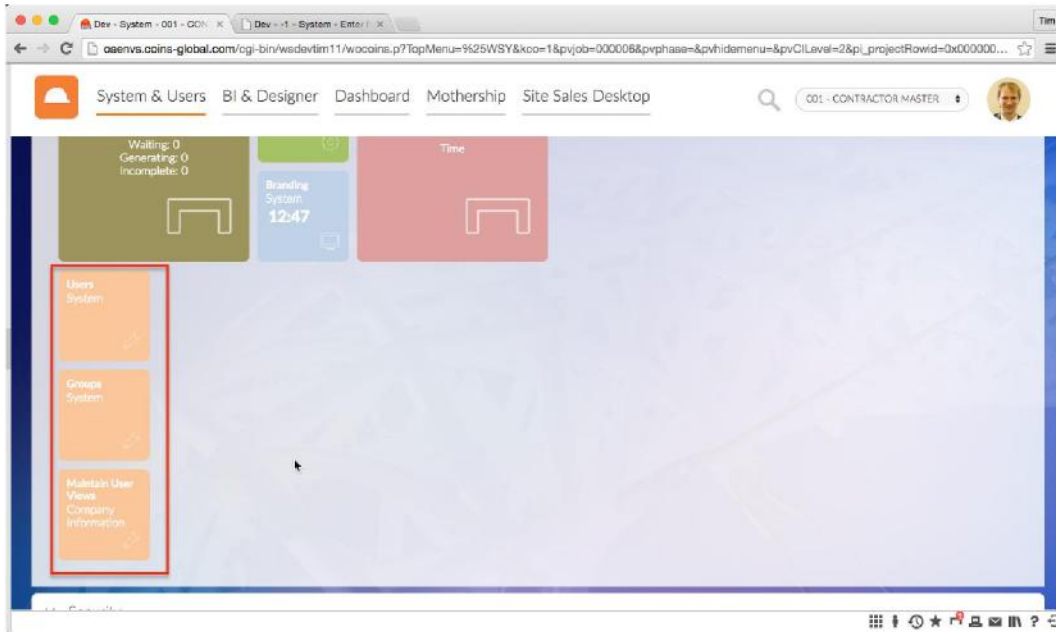 Dev - System - 001 - CON
Dev - -1 - System - Enter
Tim
oaenvs.coins-global.com/cgi-bin/wsdevtim11/wocoins.p?TopMenu=%25WSY&kco=1&pvjob=000006&pvphase=&pvhidemenu=&pvCILevel=2&pi_projectRowid=0x000000...
System & Users
BI & Designer
Dashboard
Mothership
Site Sales Desktop
001 - CONTRACTOR MASTER
Waiting: 0
Generating: 0
Incomplete: 0
Time
Branding
System
12:47
Users
System
Groups
System
Maintain User
Views
Company
Information